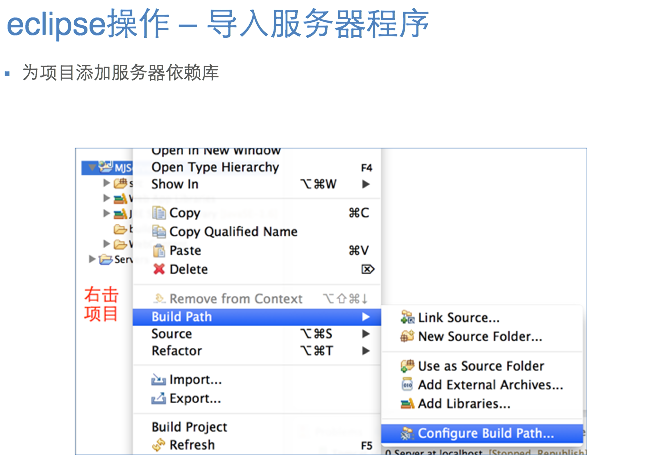 eclipse操作 – 导入服务器程序
为项目添加服务器依赖库
Open In New Window
Open Type Hierarchy F4
Show In ⌥⌘W
Copy ⌘C
Copy Qualified Name
Paste ⌘V
Delete ⌦
Remove from Context ⌥⇧⌘↓
Build Path
Source ⌥⌘S
Refactor ⌥⌘T
Import...
Export...
Build Project
Refresh F5
MJS
Serv
右击
项目
Link Source...
New Source Folder...
Use as Source Folder
Add External Archives...
Add Libraries...
Configure Build Path...
0 Server at localhost [Stopped, Republish